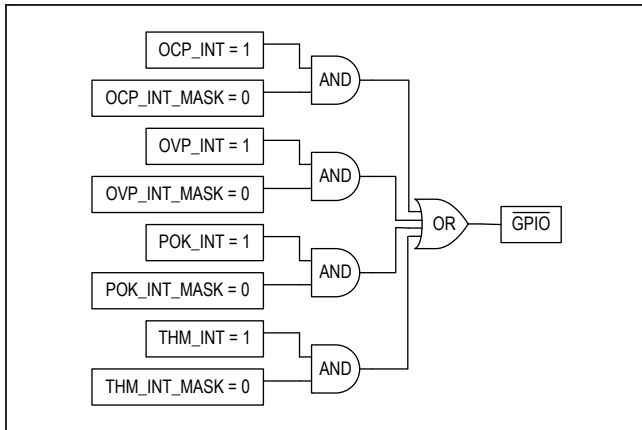 OCP_INT = 1
AND
OCP_INT_MASK = 0
OVP_INT = 1
AND
OVP_INT_MASK = 0
OR
GPIO
POK_INT = 1
AND
POK_INT_MASK = 0
THM_INT = 1
AND
THM_INT_MASK = 0